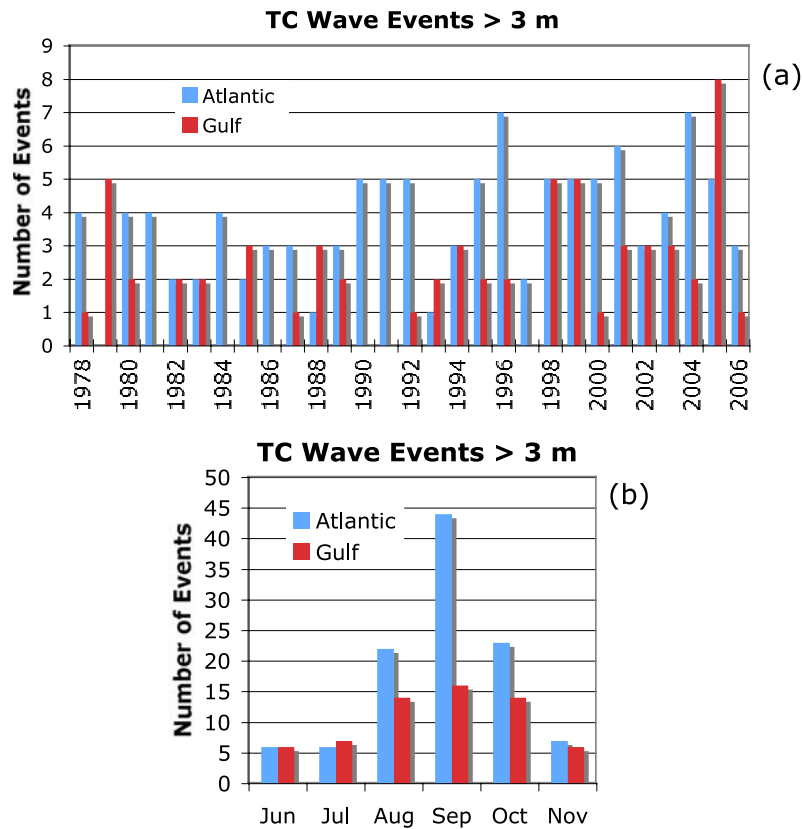 TC Wave Events > 3 m
(a)
Number of Events
9
8
7
6
5
4
3
2
1
0
Atlantic
Gulf
1978 1980 1982 1984 1986 1988 1990 1992 1994 1996 1998 2000 2002 2004 2006
TC Wave Events > 3 m
(b)
Number of Events
50
45
40
35
30
25
20
15
10
5
0
Atlantic
Gulf
Jun Jul Aug Sep Oct Nov